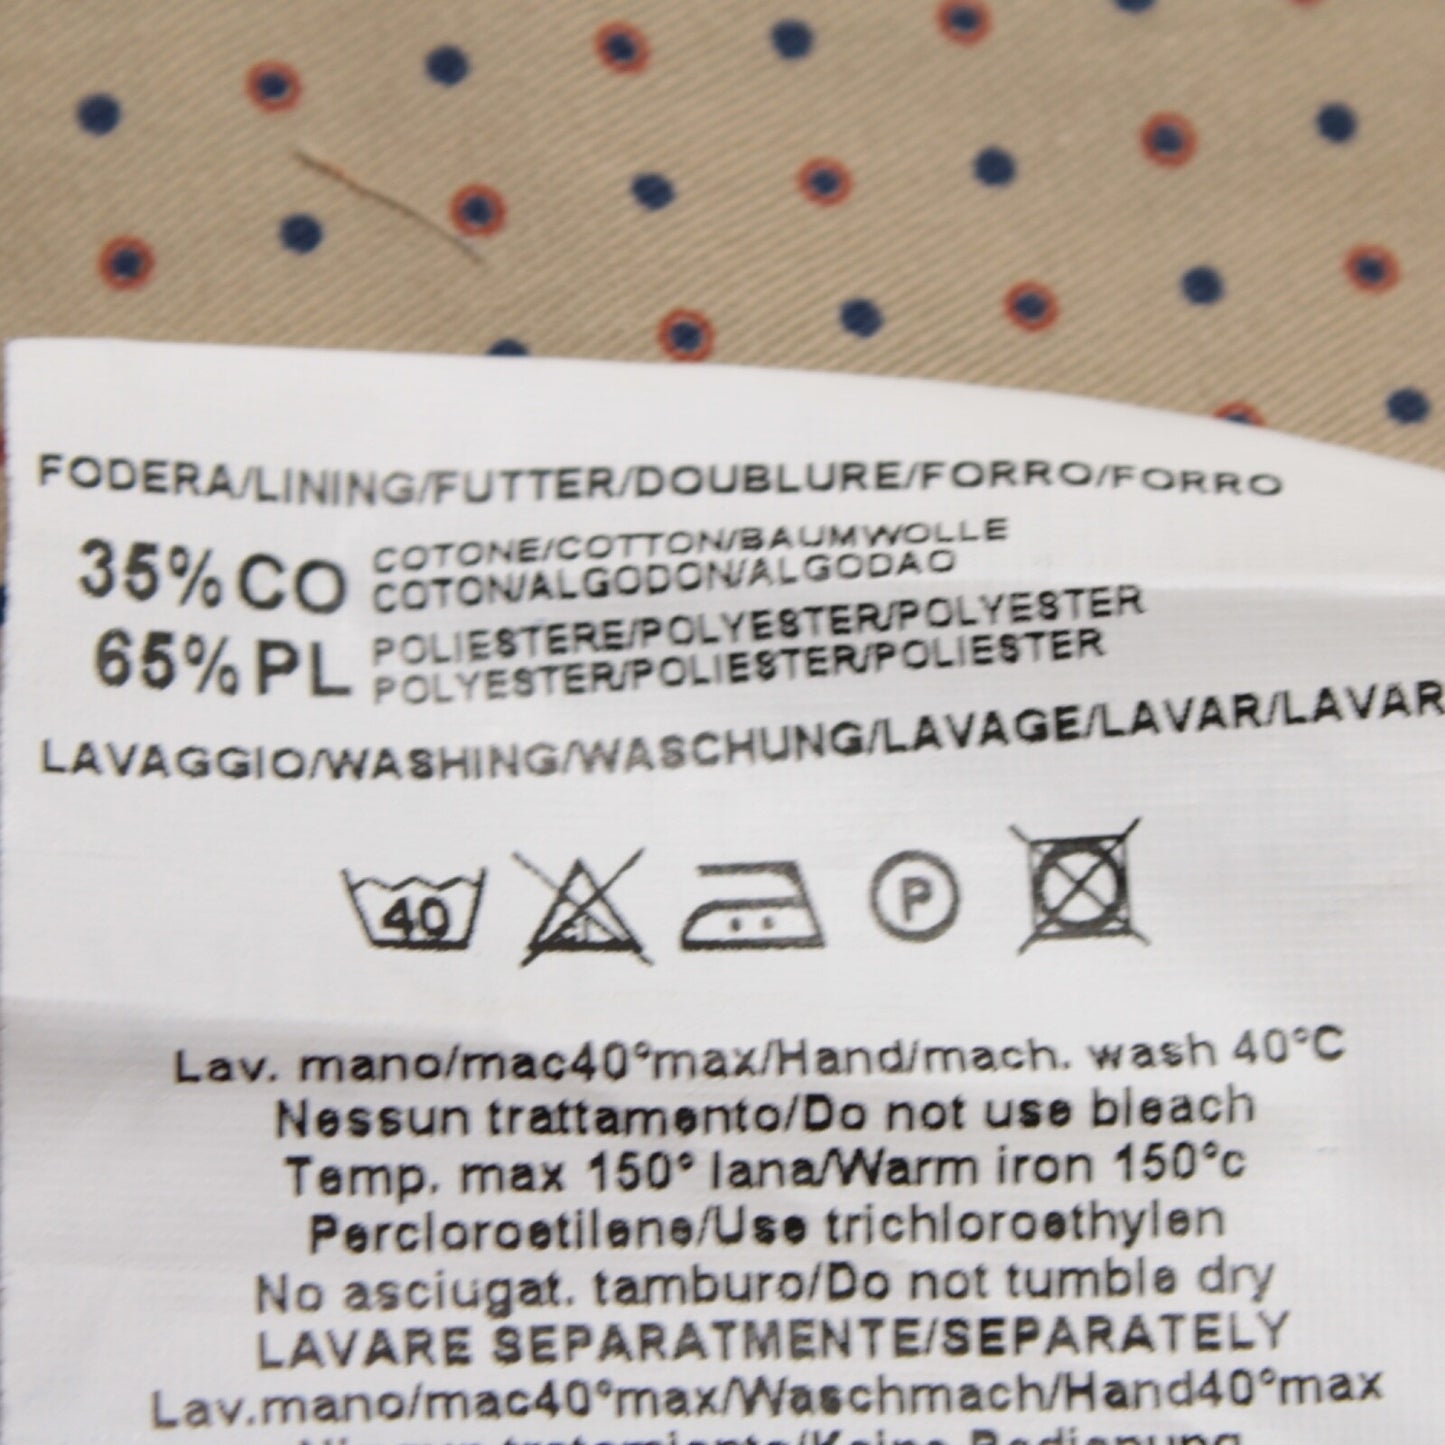 FODERA/LINING/FUTTER/DOUBLURE/FORRO/FORRO
35% CO COTONE/COTTON/BAUMWOLLE
COTON/ALGODON/ALGODAO
65% PL POLIESTERE/POLYESTER/POLYESTER
POLYESTER/POLIESTER/POLIESTER
LAVAGGIO/WASHING/WASCHUNG/LAVAGE/LAVAR/LAVAR
40 P
Lav. mano/mac40°max/Hand/mach. wash 40°C
Nessun trattamento/Do not use bleach
Temp. max 150° lana/Warm iron 150°c
Percloroetilene/Use trichloroethylen
No asciugat. tamburo/Do not tumble dry
LAVARE SEPARATMENTE/SEPARATELY
Lav.mano/mac40°max/Waschmach/Hand40°max